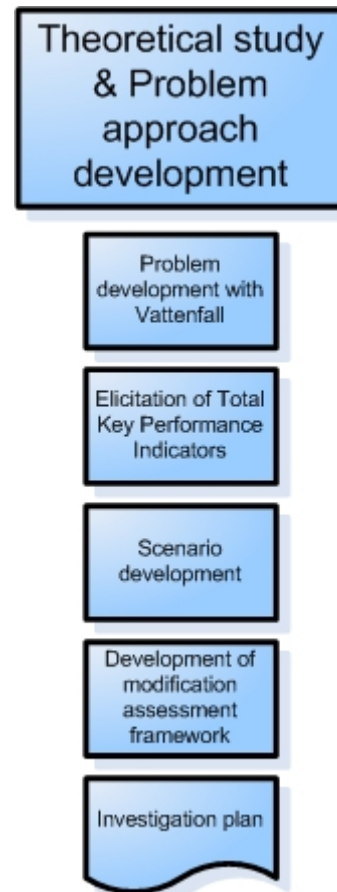 Theoretical study
& Problem
approach
development
Problem
development with
Vattenfall
Elicitation of Total
Key Performance
Indicators
Scenario
development
Development of
modification
assessment
framework
Investigation plan